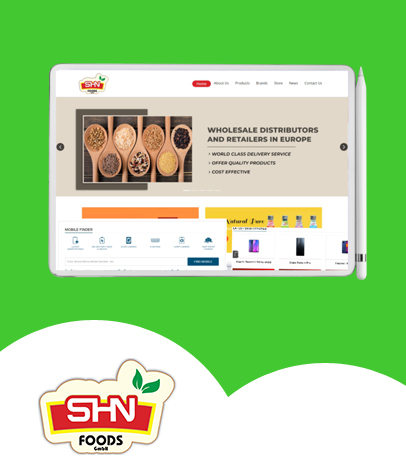 SHN
FOODS
Home About Us Products Brands Store News Contact Us
WHOLESALE DISTRIBUTORS
AND RETAILERS IN EUROPE
> WORLD CLASS DELIVERY SERVICE
> OFFER QUALITY PRODUCTS
> COST EFFECTIVE
Natural
MOBILE FINDER
FIND MOBILE
SHN
FOODS
GmbH